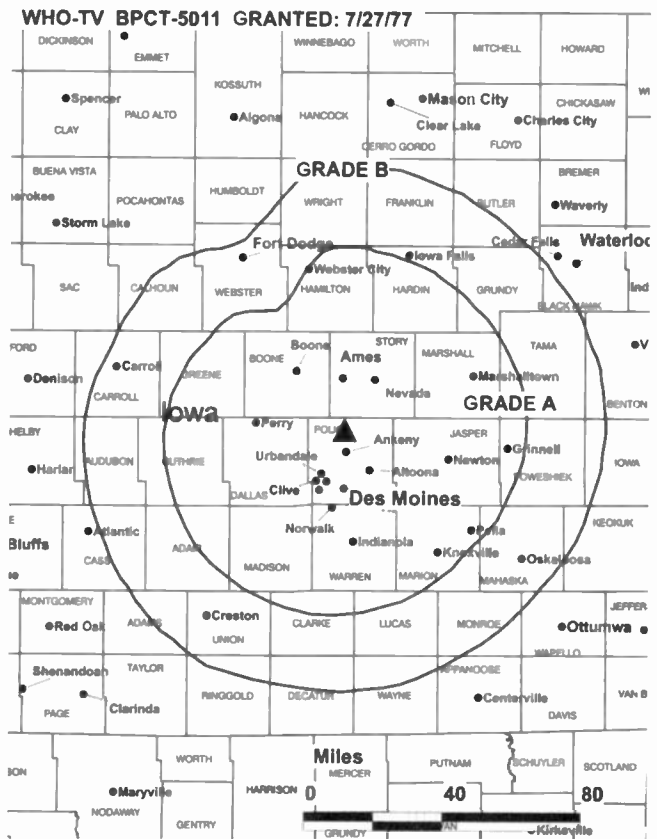 WHO-TV BPCT-5011 GRANTED: 7/27/77
DICKINSON
EMMET
WINNEBAGO
WORTH
MITCHELL
HOWARD
KOSSUTH
Spencer
PALO ALTO
Algona
HANCOCK
Mason City
Clear Lake
CHICKASAW
Charles City
CLAY
CERRO GORDO
FLOYD
BUENA VISTA
GRADE B
BREMER
erokee
POCAHONTAS
HUMBOLDT
WRIGHT
FRANKLIN
BUTLER
Waverly
Storm Lake
Fort Dodge
Cedar Falls
Waterloo
Webster City
Iowa Falls
SAC
CALHOUN
WEBSTER
HAMILTON
HARDIN
GRUNDY
Ind
BLACK HAWK
FORD
Boone
STORY
TAMA
BOONE
Ames
MARSHALL
Carroll
GREENE
Denison
Nevada
Marshalltown
CARROLL
GRADE A
BENTON
Iowa
HELBY
Perry
POLK
Ankeny
JASPER
Grinnell
Urbandale
Harlan
AUDUBON
GUTHRIE
Altoona
Newton
IOWA
POWESHIEK
Clive
DALLAS
Des Moines
KEOKUK
Atlantic
Norwalk
Pella
Bluffs
Indianola
Knoxville
Oskaloosa
CASS
ADAIR
MADISON
WARREN
MARION
MAHASKA
MONTGOMERY
JEFFER
Red Oak
ADAMS
Creston
CLARKE
LUCAS
MONROE
Ottumwa
UNION
WAPELLO
Shenandoah
TAYLOR
APPANOOSE
Clarinda
RINGGOLD
DECATUR
WAYNE
Centerville
VAN B
PAGE
DAVIS
WORTH
Miles
PUTNAM
SCHUYLER
SCOTLAND
SON
MERCER
Maryville
HARRISON
0 40 80
NODAWAY
GENTRY
GRUNDY
Kirksville